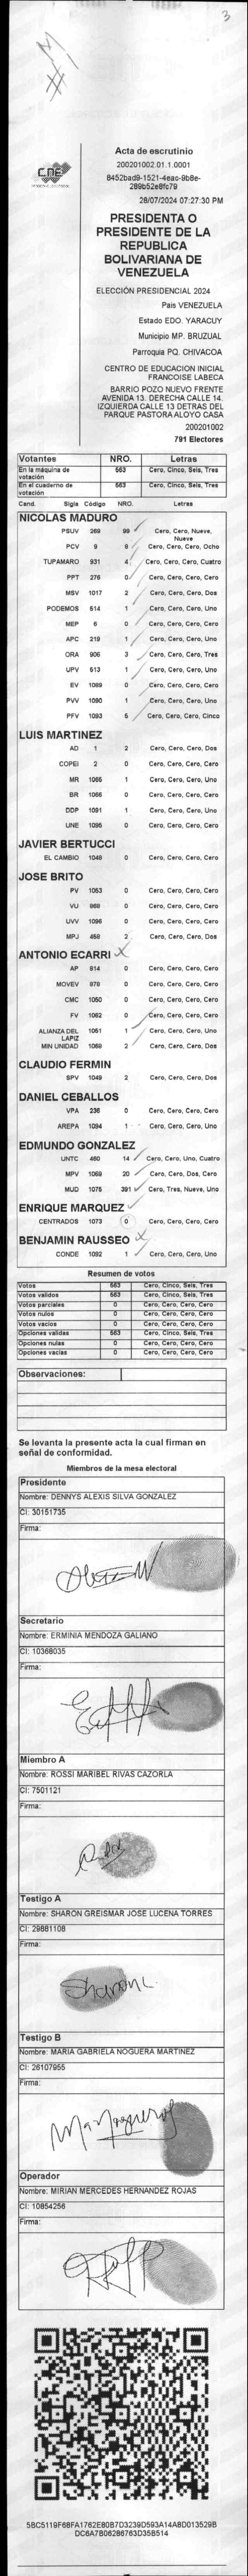 3
CNE
Acta de escrutinio
200201002.01.1.0001
8452bad9-1521-4eac-9b8e-
289b52e8fc79
28/07/2024 07:27:30 PM
PRESIDENTA O
PRESIDENTE DE LA
REPUBLICA
BOLIVARIANA DE
VENEZUELA
ELECCIÓN PRESIDENCIAL 2024
Pais VENEZUELA
Estado EDO. YARACUY
Municipio MP. BRUZUAL
Parroquia PQ. CHIVACOA
CENTRO DE EDUCACION INICIAL
FRANCOISE LABECA
BARRIO POZO NUEVO FRENTE
AVENIDA 13. DERECHA CALLE 14.
IZQUIERDA CALLE 13 DETRAS DEL
PARQUE PASTORA ALOYO CASA
200201002
791 Electores
Votantes NRO. Letras
En la máquina de votación 563 Cero, Cinco, Seis, Tres
En el cuaderno de votación 563 Cero, Cinco, Seis, Tres
Cand. Sigla Código NRO. Letras
NICOLAS MADURO
PSUV 269 99 Cero, Cero, Nueve, Nueve
PCV 9 8 Cero, Cero, Cero, Ocho
TUPAMARO 931 4 Cero, Cero, Cero, Cuatro
PPT 276 0 Cero, Cero, Cero, Cero
MSV 1017 2 Cero, Cero, Cero, Dos
PODEMOS 514 1 Cero, Cero, Cero, Uno
MEP 6 0 Cero, Cero, Cero, Cero
APC 219 1 Cero, Cero, Cero, Uno
ORA 906 3 Cero, Cero, Cero, Tres
UPV 513 1 Cero, Cero, Cero, Uno
EV 1089 0 Cero, Cero, Cero, Cero
PVV 1090 1 Cero, Cero, Cero, Uno
PFV 1093 5 Cero, Cero, Cero, Cinco
LUIS MARTINEZ
AD 1 2 Cero, Cero, Cero, Dos
COPEI 2 0 Cero, Cero, Cero, Cero
MR 1065 1 Cero, Cero, Cero, Uno
BR 1066 0 Cero, Cero, Cero, Cero
DDP 1091 1 Cero, Cero, Cero, Uno
UNE 1095 0 Cero, Cero, Cero, Cero
JAVIER BERTUCCI
EL CAMBIO 1048 0 Cero, Cero, Cero, Cero
JOSE BRITO
PV 1053 0 Cero, Cero, Cero, Cero
VU 869 0 Cero, Cero, Cero, Cero
UVV 1096 0 Cero, Cero, Cero, Cero
MPJ 458 2 Cero, Cero, Cero, Dos
ANTONIO ECARRI
AP 914 0 Cero, Cero, Cero, Cero
MOVEV 979 0 Cero, Cero, Cero, Cero
CMC 1050 0 Cero, Cero, Cero, Cero
FV 1062 0 Cero, Cero, Cero, Cero
ALIANZA DEL LAPIZ 1051 1 Cero, Cero, Cero, Uno
MIN UNIDAD 1069 2 Cero, Cero, Cero, Dos
CLAUDIO FERMIN
SPV 1049 2 Cero, Cero, Cero, Dos
DANIEL CEBALLOS
VPA 236 0 Cero, Cero, Cero, Cero
AREPA 1094 1 Cero, Cero, Cero, Uno
EDMUNDO GONZALEZ
UNTC 460 14 Cero, Cero, Uno, Cuatro
MPV 1069 20 Cero, Cero, Dos, Cero
MUD 1075 391 Cero, Tres, Nueve, Uno
ENRIQUE MARQUEZ
CENTRADOS 1073 0 Cero, Cero, Cero, Cero
BENJAMIN RAUSSEO
CONDE 1092 1 Cero, Cero, Cero, Uno
Resumen de votos
Votos 563 Cero, Cinco, Seis, Tres
Votos validos 563 Cero, Cinco, Seis, Tres
Votos parciales 0 Cero, Cero, Cero, Cero
Votos nulos 0 Cero, Cero, Cero, Cero
Votos vacios 0 Cero, Cero, Cero, Cero
Opciones validas 563 Cero, Cinco, Seis, Tres
Opciones nulas 0 Cero, Cero, Cero, Cero
Opciones vacias 0 Cero, Cero, Cero, Cero
Observaciones:
Se levanta la presente acta la cual firman en
señal de conformidad.
Miembros de la mesa electoral
Presidente
Nombre: DENNYS ALEXIS SILVA GONZALEZ
CI: 30151735
Firma:
Secretario
Nombre: ERMINIA MENDOZA GALIANO
CI: 10368035
Firma:
Miembro A
Nombre: ROSSI MARIBEL RIVAS CAZORLA
CI: 7501121
Firma:
Testigo A
Nombre: SHARON GREISMAR JOSE LUCENA TORRES
CI: 29881108
Firma:
Testigo B
Nombre: MARIA GABRIELA NOGUERA MARTINEZ
CI: 26107955
Firma:
Operador
Nombre: MIRIAN MERCEDES HERNANDEZ ROJAS
CI: 10854256
Firma:
5BC5119F68FA1762E80B7D3239D593A14A8D013529B
DC6A7B06286763D35B514